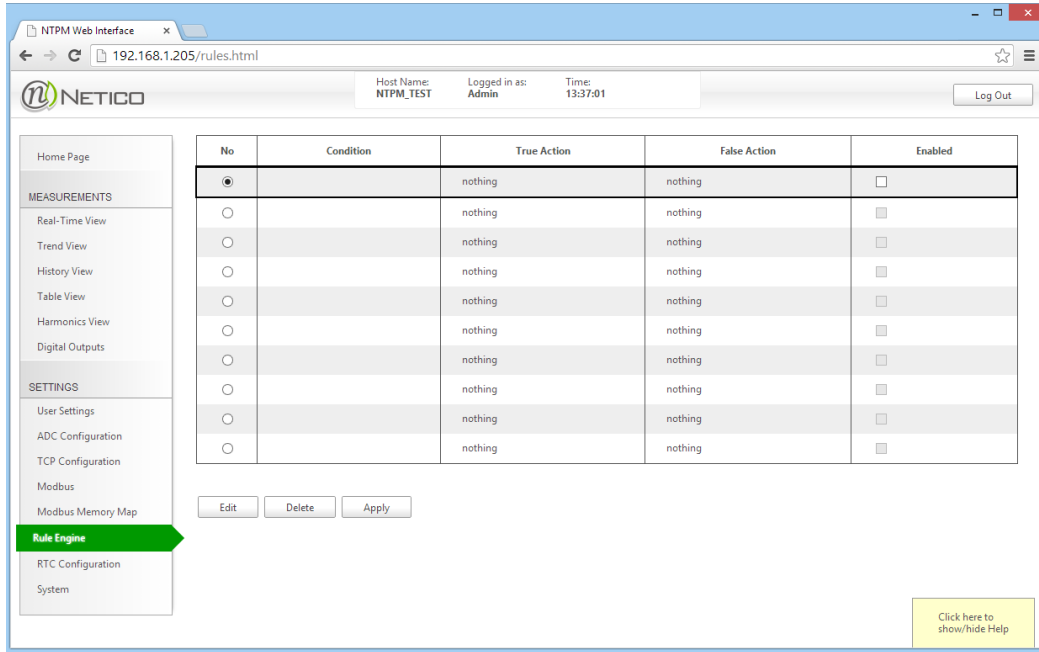 NTPM Web Interface
192.168.1.205/rules.html
NETICO
Host Name: Logged in as: Time:
NTPM_TEST Admin 13:37:01
Log Out
Home Page
MEASUREMENTS
Real-Time View
Trend View
History View
Table View
Harmonics View
Digital Outputs
SETTINGS
User Settings
ADC Configuration
TCP Configuration
Modbus
Modbus Memory Map
Rule Engine
RTC Configuration
System
No Condition True Action False Action Enabled
nothing nothing
nothing nothing
nothing nothing
nothing nothing
nothing nothing
nothing nothing
nothing nothing
nothing nothing
nothing nothing
nothing nothing
Edit Delete Apply
Click here to
show/hide Help